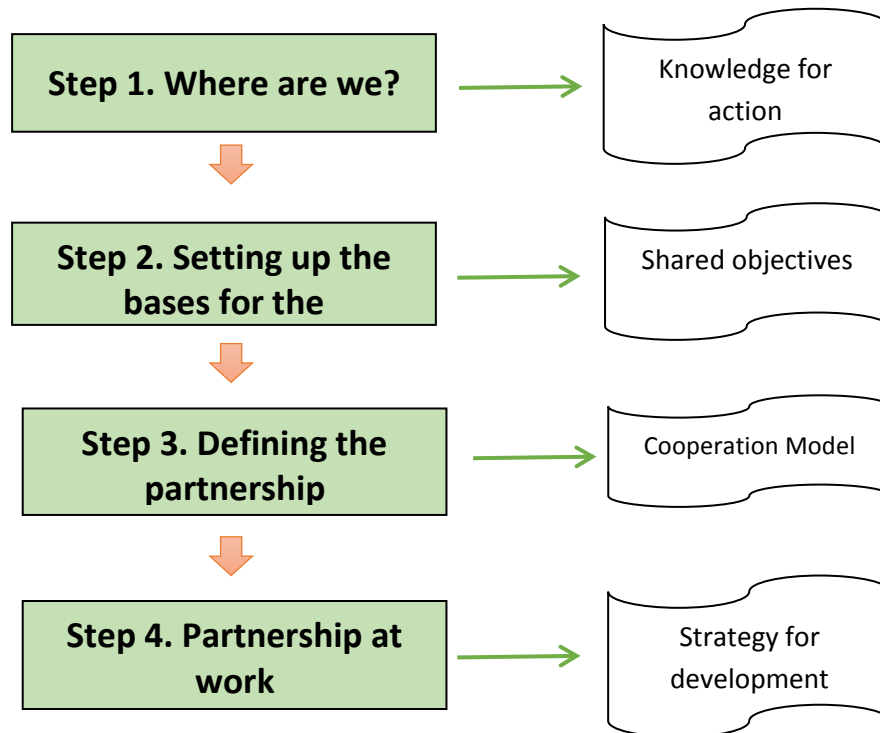 Step 1. Where are we?
Knowledge for
action
Step 2. Setting up the
bases for the
Shared objectives
Step 3. Defining the
partnership
Cooperation Model
Step 4. Partnership at
work
Strategy for
development